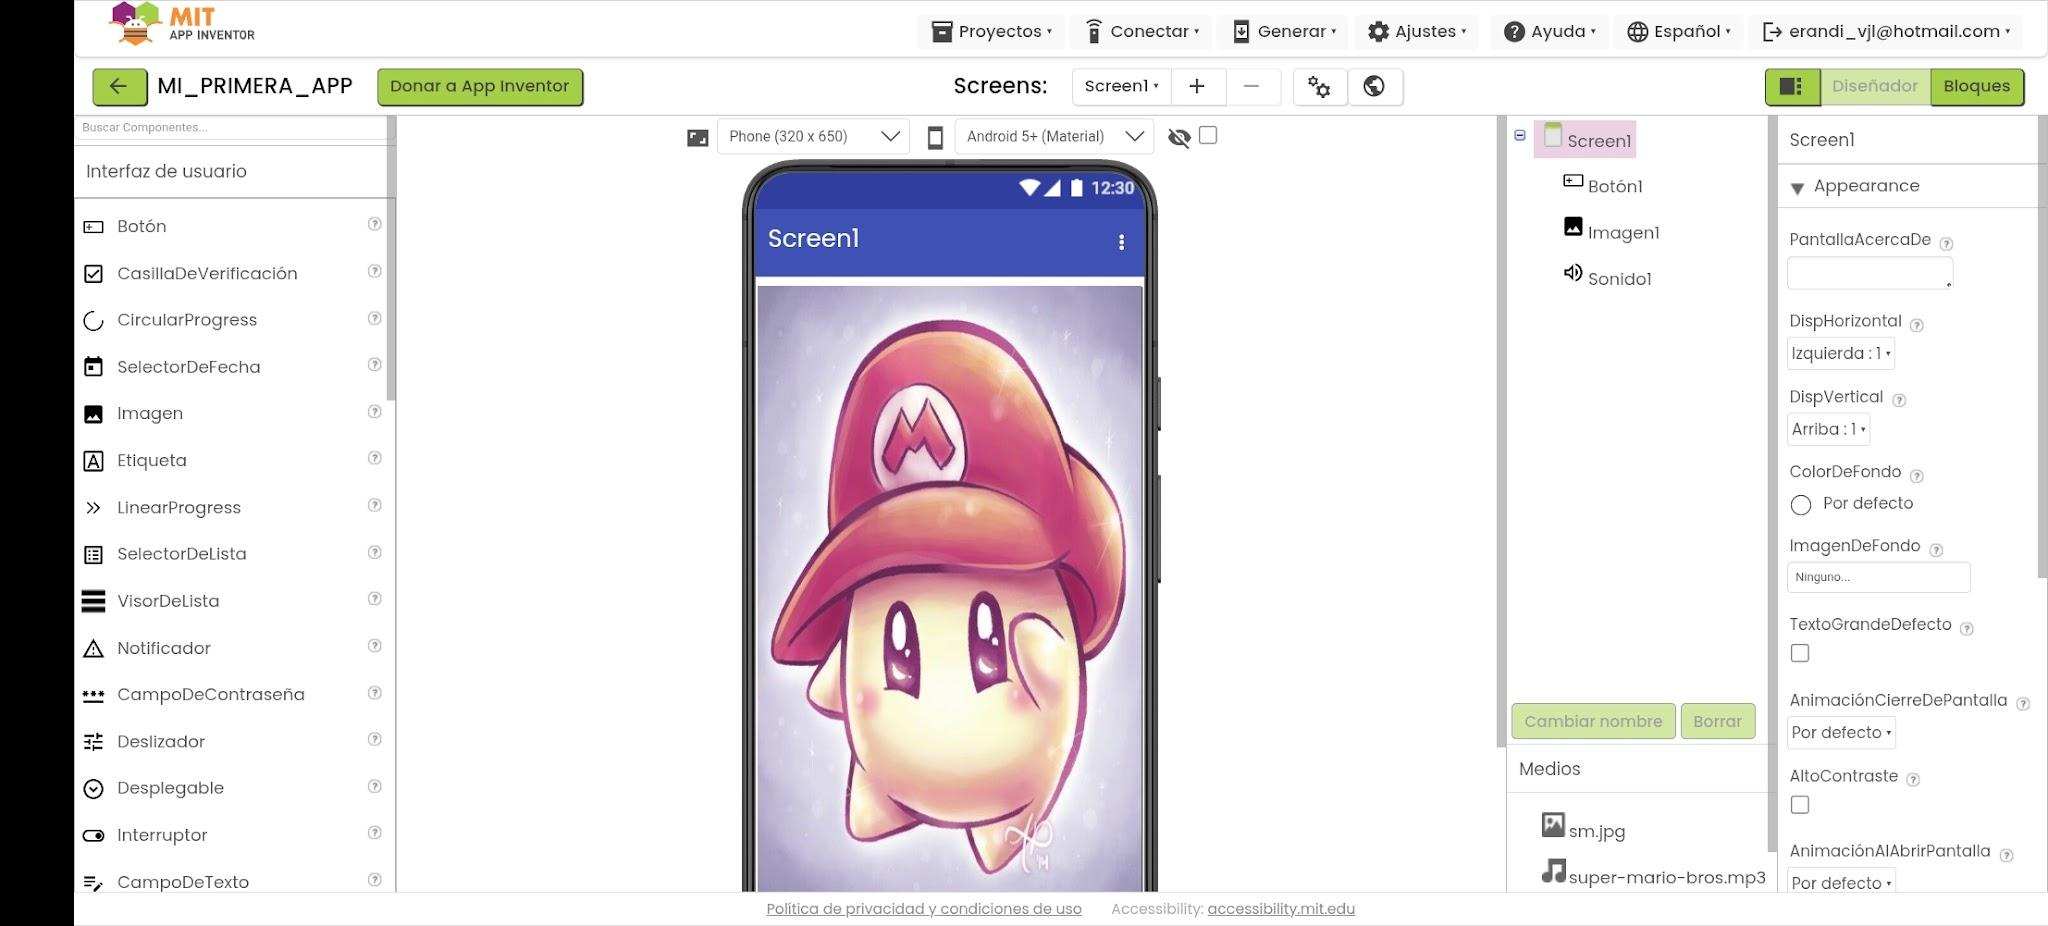 MIT
APP INVENTOR
Proyectos
Conectar
Generar
Ajustes
Ayuda
Español
erandi_vjl@hotmail.com
MI_PRIMERA_APP
Donar a App Inventor
Screens:
Screen1
Diseñador
Bloques
Buscar Componentes...
Interfaz de usuario
Botón
CasillaDeVerificación
CircularProgress
SelectorDeFecha
Imagen
Etiqueta
LinearProgress
SelectorDeLista
VisorDeLista
Notificador
CampoDeContraseña
Deslizador
Desplegable
Interruptor
CampoDeTexto
Phone (320 x 650)
Android 5+ (Material)
12:30
Screen1
M
Screen1
Botón1
Imagen1
Sonido1
Cambiar nombre
Borrar
Medios
sm.jpg
super-mario-bros.mp3
Screen1
Appearance
PantallaAcercaDe
DispHorizontal
Izquierda : 1
DispVertical
Arriba : 1
ColorDeFondo
Por defecto
ImagenDeFondo
Ninguno...
TextoGrandeDefecto
AnimaciónCierreDePantalla
Por defecto
AltoContraste
AnimaciónAlAbrirPantalla
Por defecto
Política de privacidad y condiciones de uso
Accessibility: accessibility.mit.edu